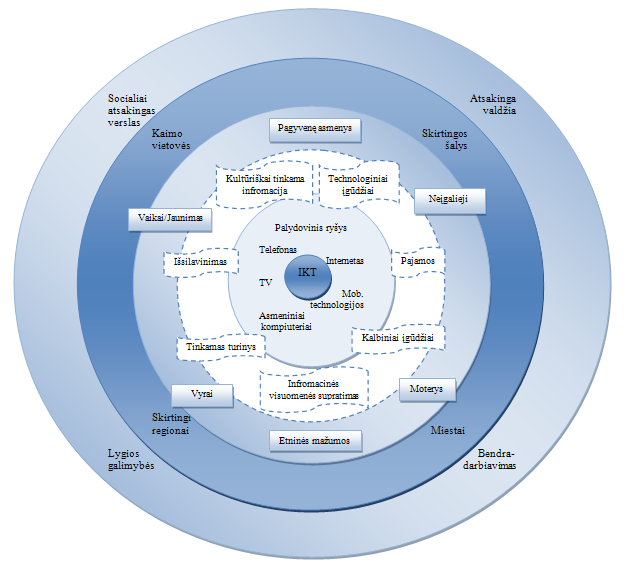 Socialiai
atsakingas
verslas
Atsakinga
valdžia
Kaimo
vietovės
Pagyvenę asmenys
Skirtingos
šalys
Kultūriškai tinkama
infromacija
Technologiniai
įgūdžiai
Neįgalieji
Vaikai/Jaunimas
Palydovinis ryšys
Telefonas
Internetas
Išsilavinimas
Pajamos
IKT
TV
Mob.
technologijos
Asmeniniai
kompiuteriai
Tinkamas turinys
Kalbiniai įgūdžiai
Infromacinės
visuomenės supratimas
Vyrai
Moterys
Skirtingi
regionai
Etninės mažumos
Miestai
Lygios
galimybės
Bendra-
darbiavimas